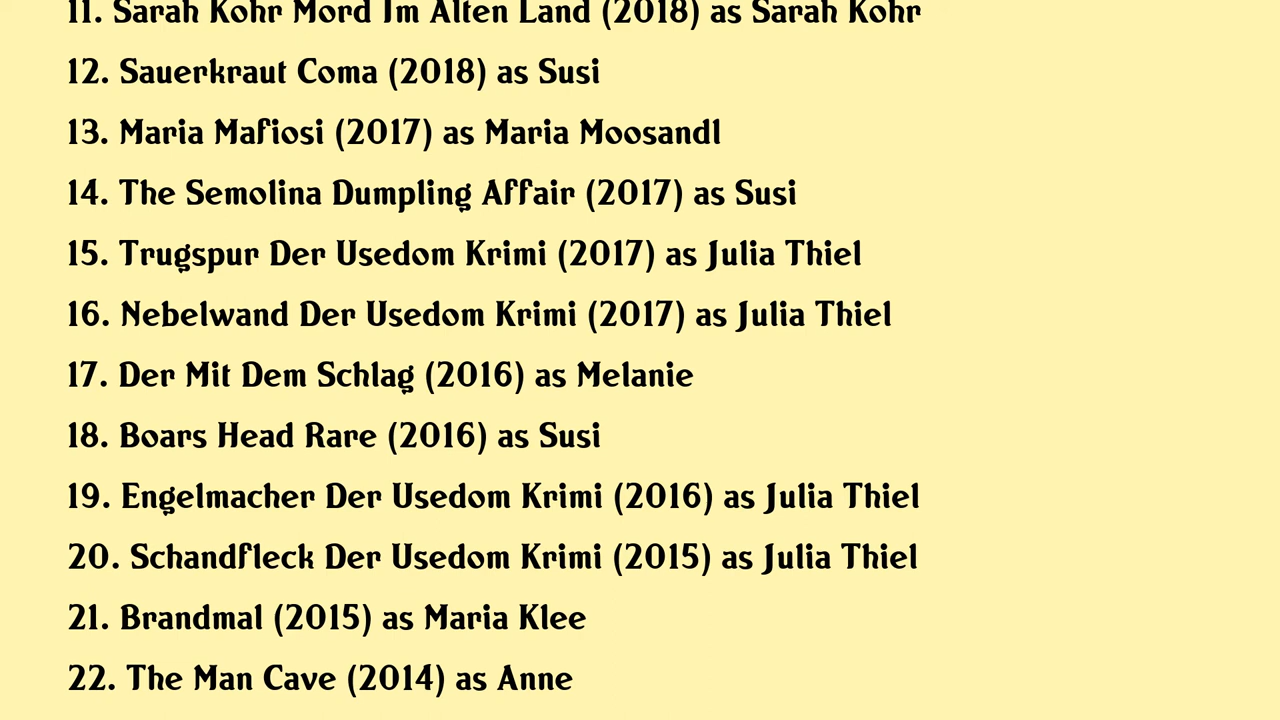 11. Sarah Kohr Mord Im Alten Land (2018) as Sarah Kohr
12. Sauerkraut Coma (2018) as Susi
13. Maria Mafiosi (2017) as Maria Moosandl
14. The Semolina Dumpling Affair (2017) as Susi
15. Trugspur Der Usedom Krimi (2017) as Julia Thiel
16. Nebelwand Der Usedom Krimi (2017) as Julia Thiel
17. Der Mit Dem Schlag (2016) as Melanie
18. Boars Head Rare (2016) as Susi
19. Engelmacher Der Usedom Krimi (2016) as Julia Thiel
20. Schandfleck Der Usedom Krimi (2015) as Julia Thiel
21. Brandmal (2015) as Maria Klee
22. The Man Cave (2014) as Anne